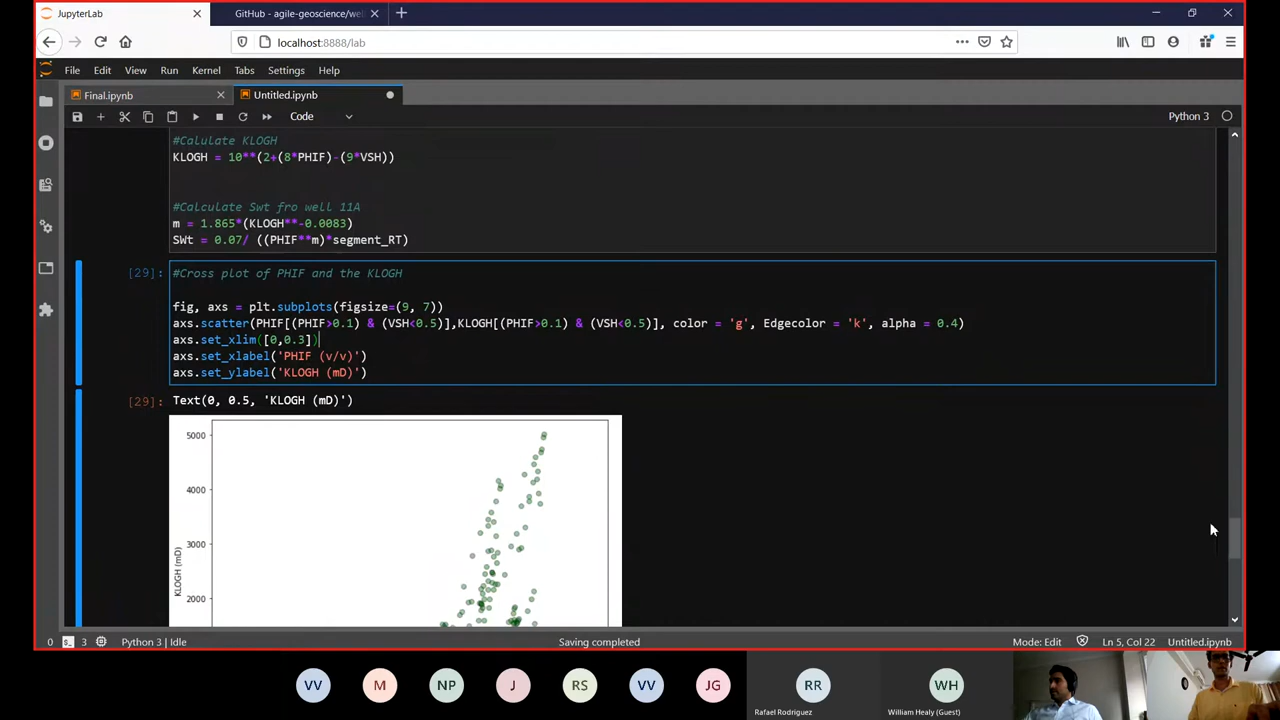 JupyterLab
GitHub - agile-geoscience/wel
localhost:8888/lab
File Edit View Run Kernel Tabs Settings Help
Final.ipynb
Untitled.ipynb
Code
Python 3
#Calulate KLOGH
KLOGH = 10**(2+(8*PHIF)-(9*VSH))
#Calculate Swt fro well 11A
m = 1.865*(KLOGH**-0.0083)
SWt = 0.07/ ((PHIF**m)*segment_RT)
[29]:
#Cross plot of PHIF and the KLOGH
fig, axs = plt.subplots(figsize=(9, 7))
axs.scatter(PHIF[(PHIF>0.1) & (VSH<0.5)],KLOGH[(PHIF>0.1) & (VSH<0.5)], color = 'g', Edgecolor = 'k', alpha = 0.4)
axs.set_xlim([0,0.3])
axs.set_xlabel('PHIF (v/v)')
axs.set_ylabel('KLOGH (mD)')
[29]:
Text(0, 0.5, 'KLOGH (mD)')
5000
4000
3000
2000
KLOGH (mD)
0
3
Python 3 | Idle
Saving completed
Mode: Edit
Ln 5, Col 22
Untitled.ipynb
VV
M
NP
J
RS
VV
JG
RR
WH
Rafael Rodriguez
William Healy (Guest)